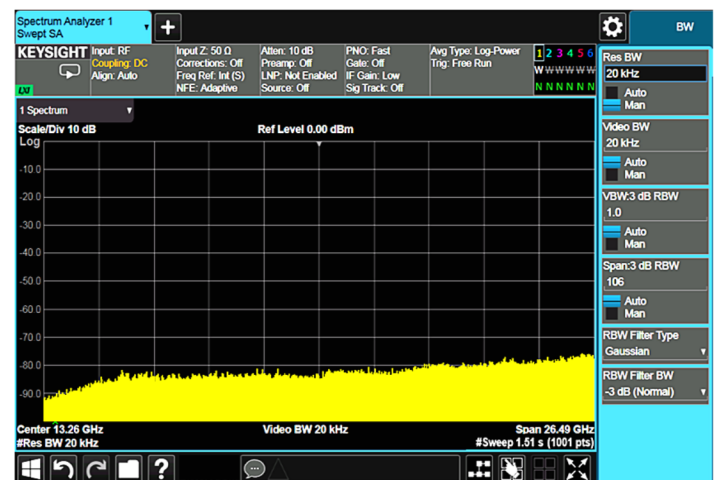 Spectrum Analyzer 1
Swept SA
+
BW
KEYSIGHT
Input: RF
Coupling: DC
Align: Auto
Input Z: 50 Ω
Corrections: Off
Freq Ref: Int (S)
NFE: Adaptive
Atten: 10 dB
Preamp: Off
LNP: Not Enabled
Source: Off
PNO: Fast
Gate: Off
IF Gain: Low
Sig Track: Off
Avg Type: Log-Power
Trig: Free Run
1 2 3 4 5 6
W W W W W W
N N N N N N
LXI
1 Spectrum
Scale/Div 10 dB
Ref Level 0.00 dBm
Log
-10.0
-20.0
-30.0
-40.0
-50.0
-60.0
-70.0
-80.0
-90.0
Center 13.26 GHz
Video BW 20 kHz
Span 26.49 GHz
#Res BW 20 kHz
#Sweep 1.51 s (1001 pts)
?
Res BW
20 kHz
Auto
Man
Video BW
20 kHz
Auto
Man
VBW:3 dB RBW
1.0
Auto
Man
Span:3 dB RBW
106
Auto
Man
RBW Filter Type
Gaussian
RBW Filter BW
-3 dB (Normal)